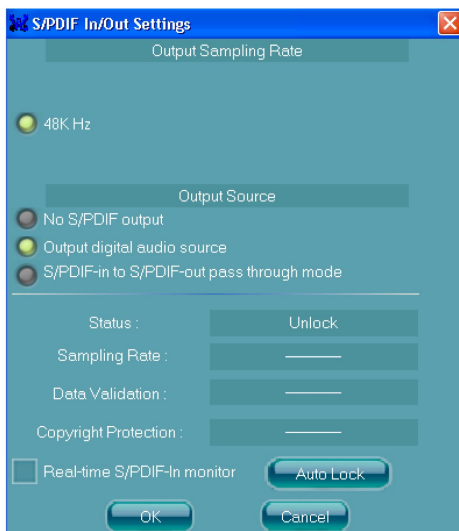 S/PDIF In/Out Settings
Output Sampling Rate
48K Hz
Output Source
No S/PDIF output
Output digital audio source
S/PDIF-in to S/PDIF-out pass through mode
Status : Unlock
Sampling Rate : ———
Data Validation : ———
Copyright Protection : ———
Real-time S/PDIF-In monitor Auto Lock
OK Cancel